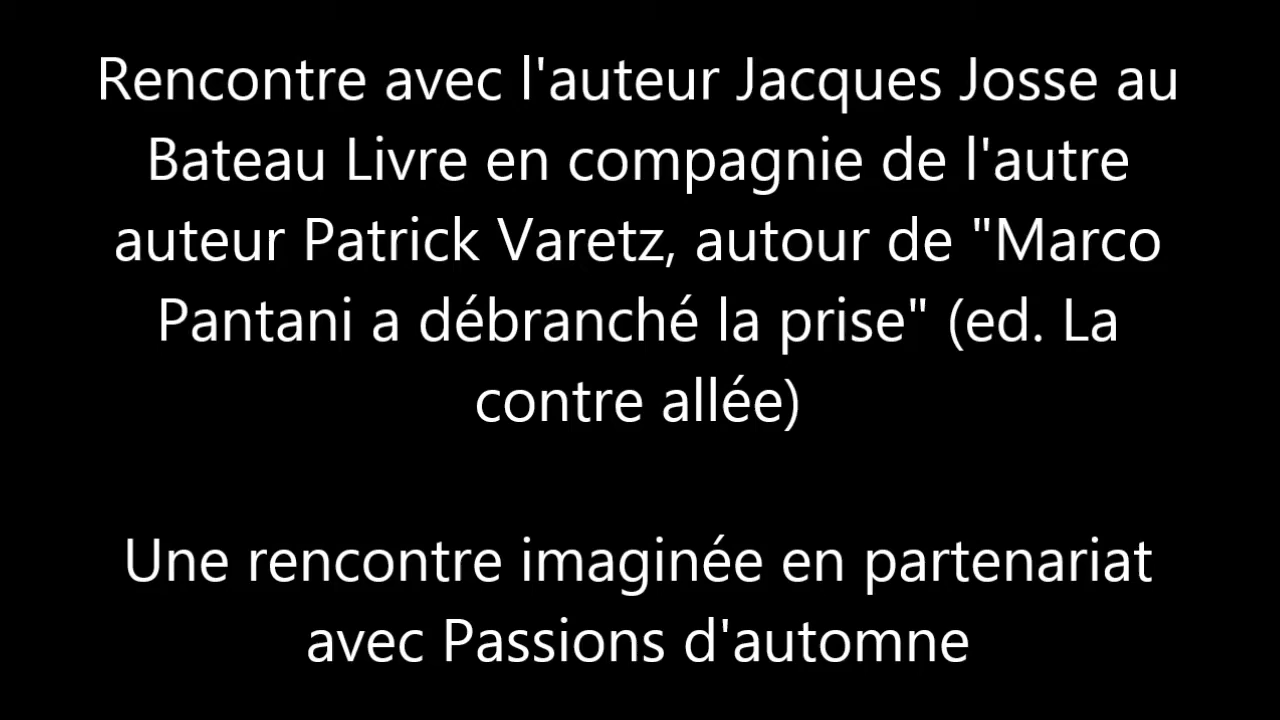 Rencontre avec l'auteur Jacques Josse au
Bateau Livre en compagnie de l'autre
auteur Patrick Varetz, autour de "Marco
Pantani a débranché la prise" (ed. La
contre allée)
Une rencontre imaginée en partenariat
avec Passions d'automne